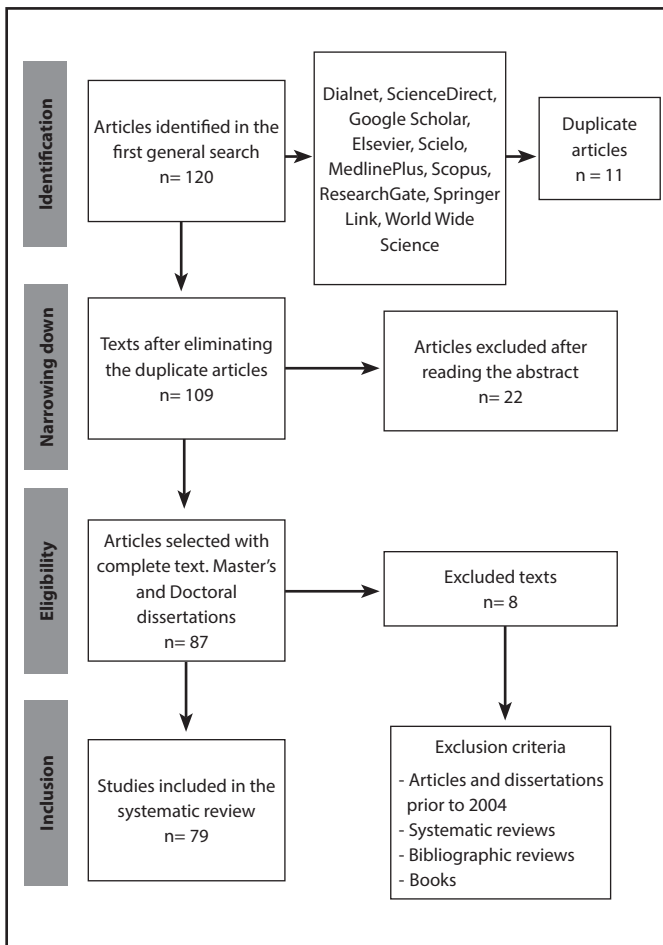 Identification
Articles identified in the
first general search
n= 120
Dialnet, ScienceDirect,
Google Scholar,
Elsevier, Scielo,
MedlinePlus, Scopus,
ResearchGate, Springer
Link, World Wide
Science
Duplicate
articles
n = 11
Narrowing down
Texts after eliminating
the duplicate articles
n= 109
Articles excluded after
reading the abstract
n= 22
Eligibility
Articles selected with
complete text. Master's
and Doctoral
dissertations
n= 87
Excluded texts
n= 8
Inclusion
Studies included in the
systematic review
n= 79
Exclusion criteria
- Articles and dissertations
prior to 2004
- Systematic reviews
- Bibliographic reviews
- Books